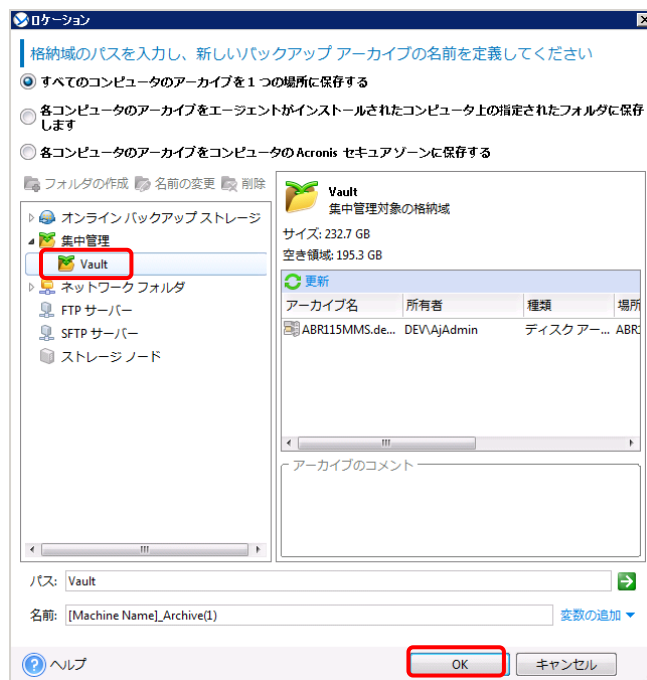 ロケーション
格納域のパスを入力し、新しいバックアップ アーカイブの名前を定義してください
すべてのコンピュータのアーカイブを 1 つの場所に保存する
各コンピュータのアーカイブをエージェントがインストールされたコンピュータ上の指定されたフォルダに保存
します
各コンピュータのアーカイブをコンピュータの Acronis セキュアゾーンに保存する
フォルダの作成 名前の変更 削除
オンライン バックアップ ストレージ
集中管理
Vault
ネットワーク フォルダ
FTP サーバー
SFTP サーバー
ストレージ ノード
Vault
集中管理対象の格納域
サイズ: 232.7 GB
空き領域: 195.3 GB
更新
アーカイブ名 所有者 種類 場所
ABR115MMS.de... DEV\AjAdmin ディスク アー... ABR:
アーカイブのコメント
パス: Vault
名前: [Machine Name]_Archive(1) 変数の追加
ヘルプ OK キャンセル